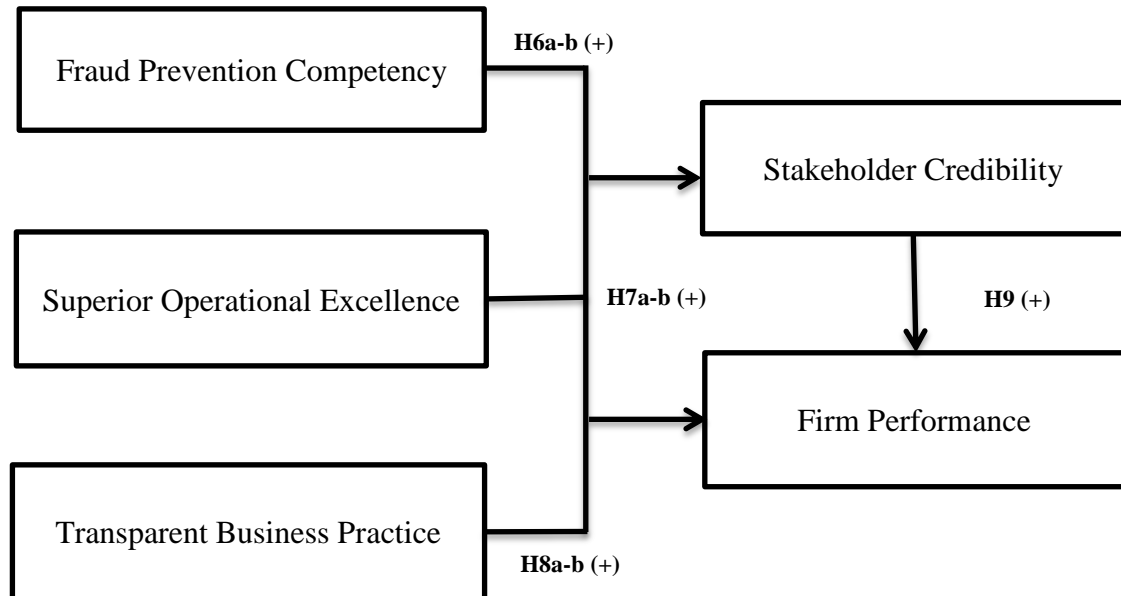 H6a-b (+)
Fraud Prevention Competency
Stakeholder Credibility
Superior Operational Excellence
H7a-b (+)
H9 (+)
Firm Performance
Transparent Business Practice
H8a-b (+)